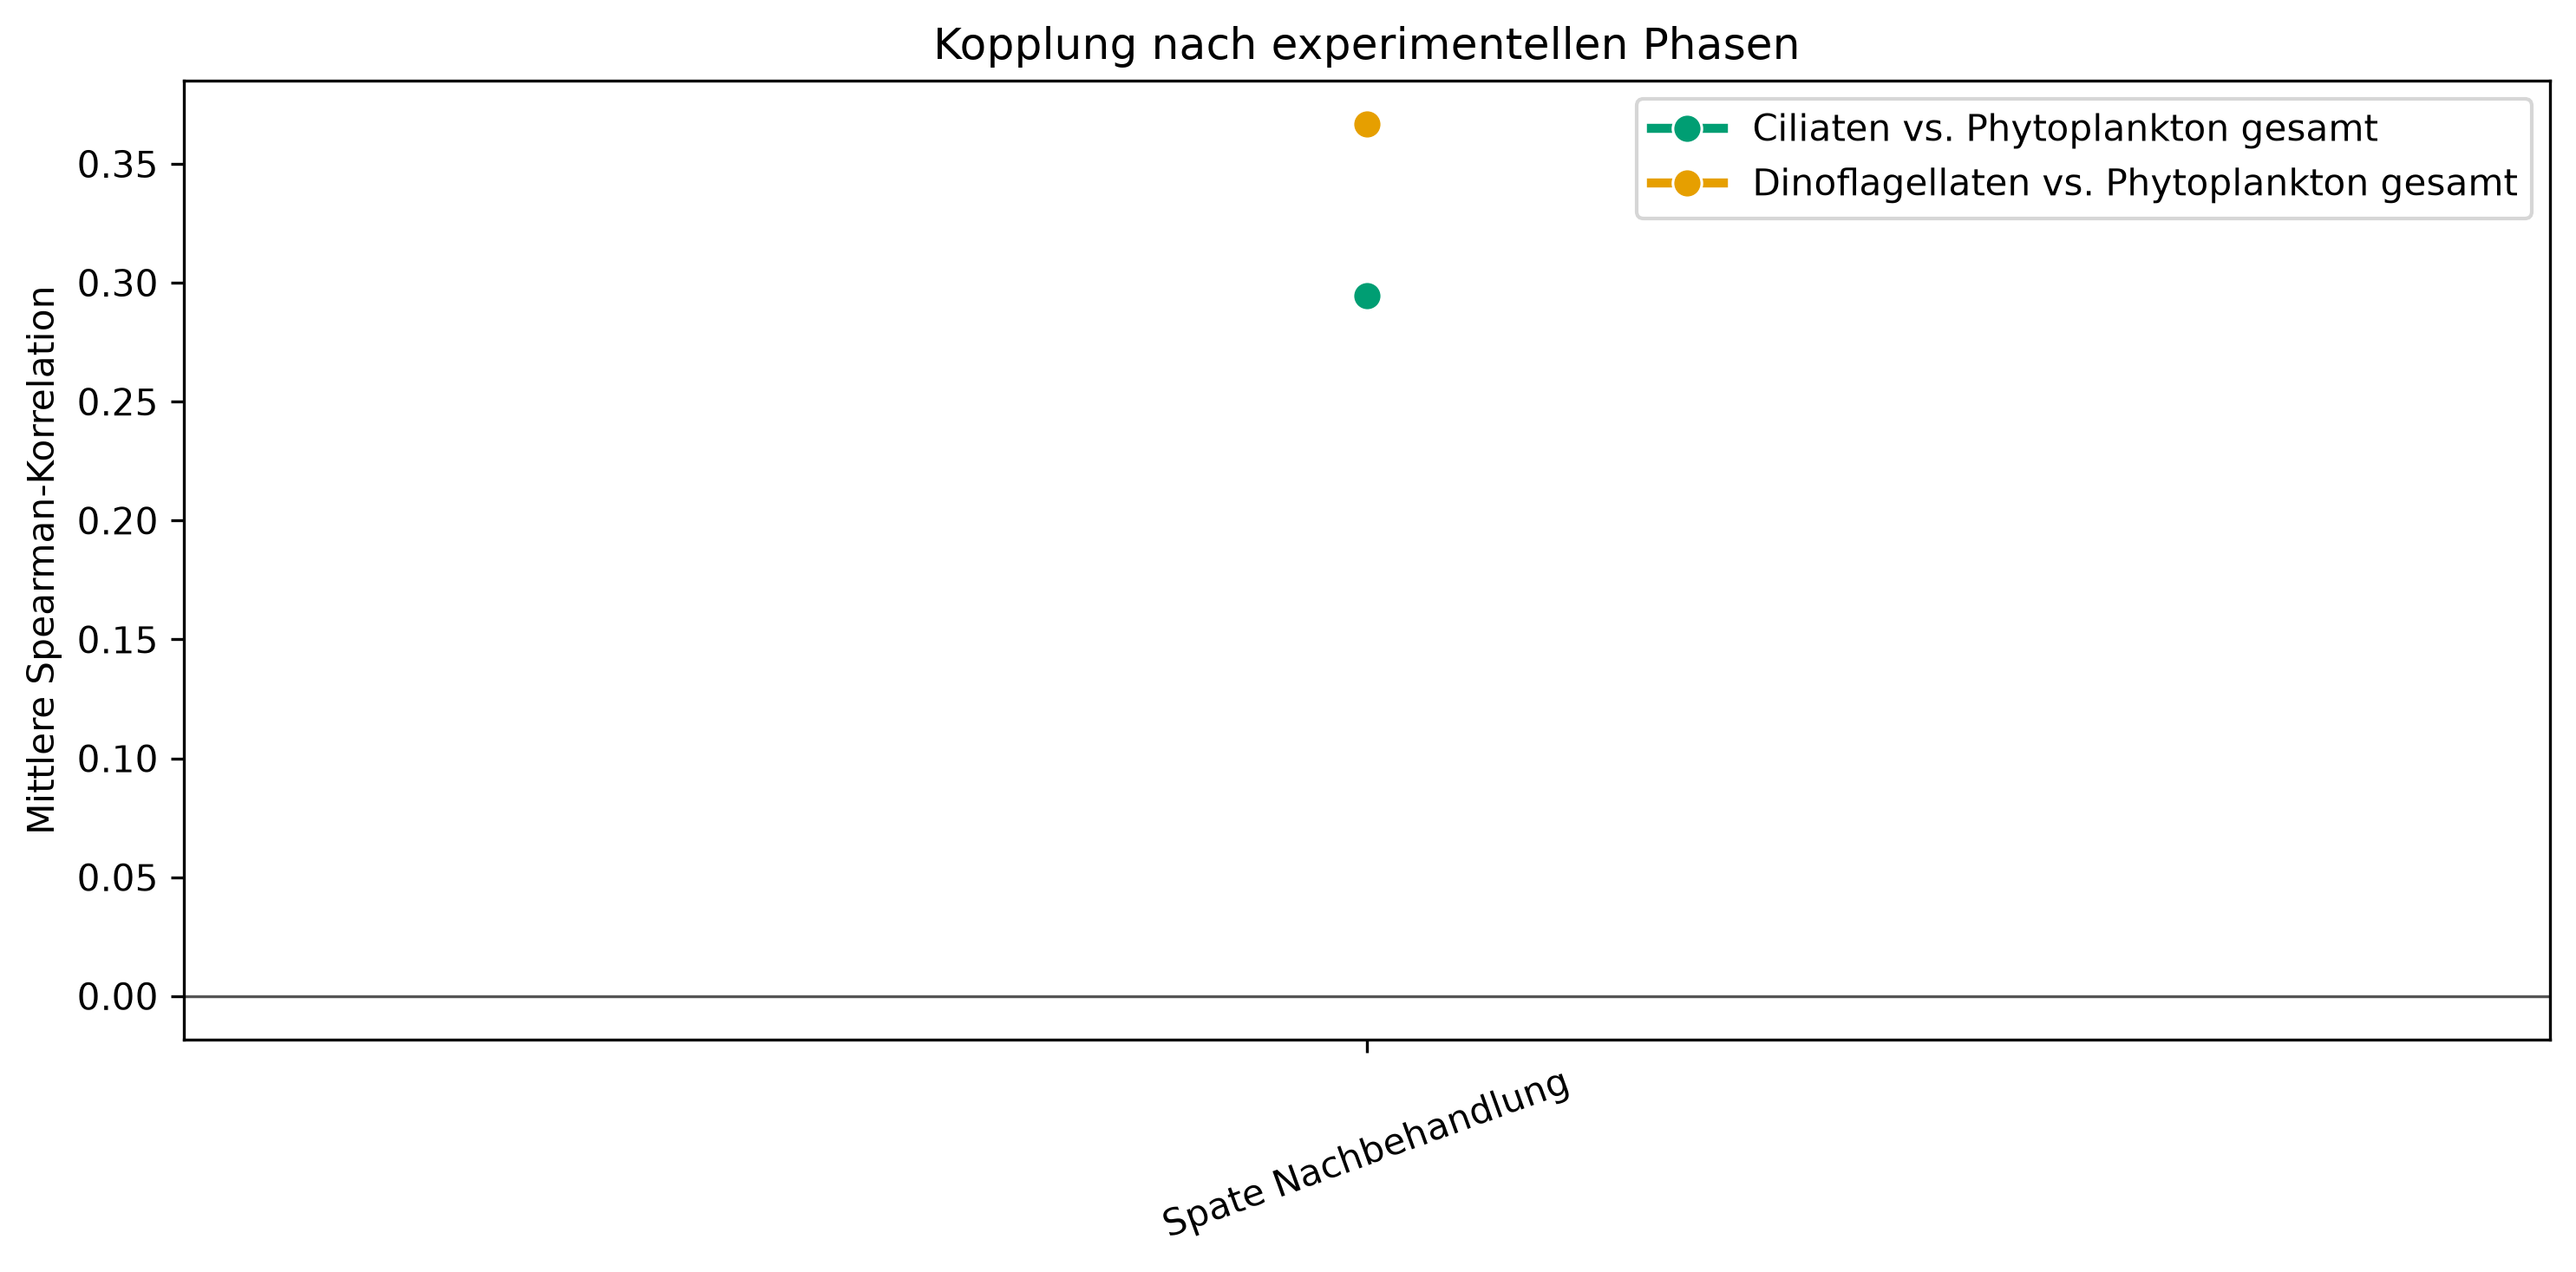 Kopplung nach experimentellen Phasen
Ciliaten vs. Phytoplankton gesamt
Dinoflagellaten vs. Phytoplankton gesamt
Mittlere Spearman-Korrelation
0.35
0.30
0.25
0.20
0.15
0.10
0.05
0.00
Spate Nachbehandlung